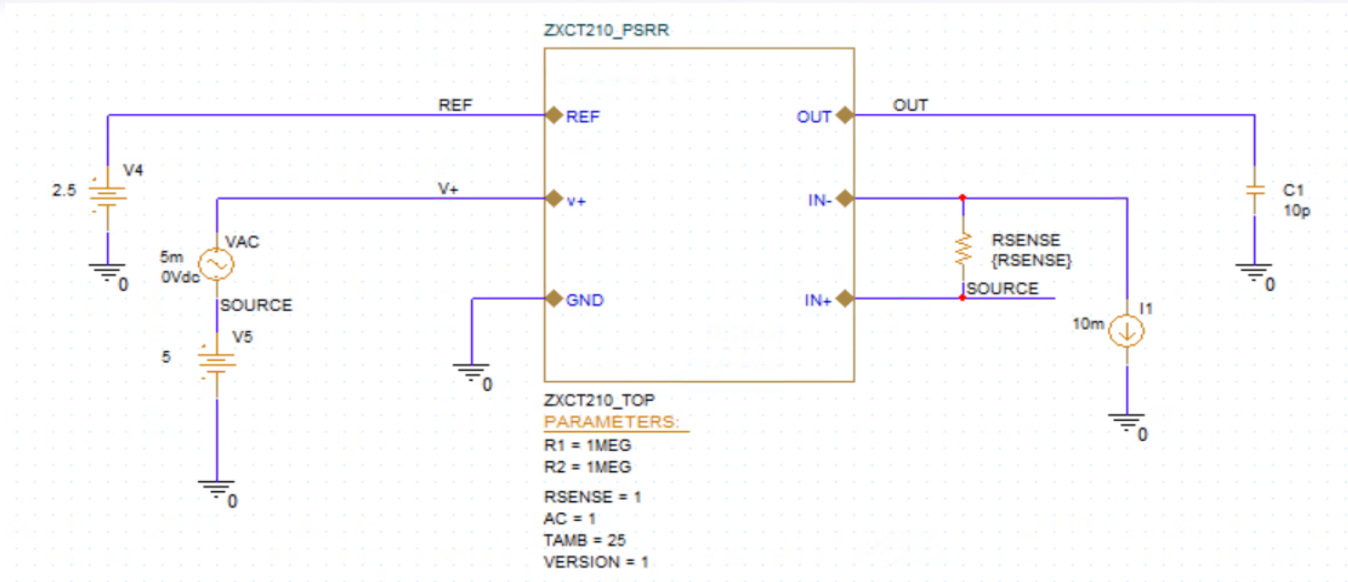 ZXCT210_PSRR
REF
REF
OUT
OUT
V4
2.5
V+
v+
IN-
C1
10p
VAC
5m
0Vdc
RSENSE
{RSENSE}
0
SOURCE
GND
IN+
SOURCE
0
V5
5
I1
10m
0
0
0
ZXCT210_TOP
PARAMETERS:
R1 = 1MEG
R2 = 1MEG
RSENSE = 1
AC = 1
TAMB = 25
VERSION = 1